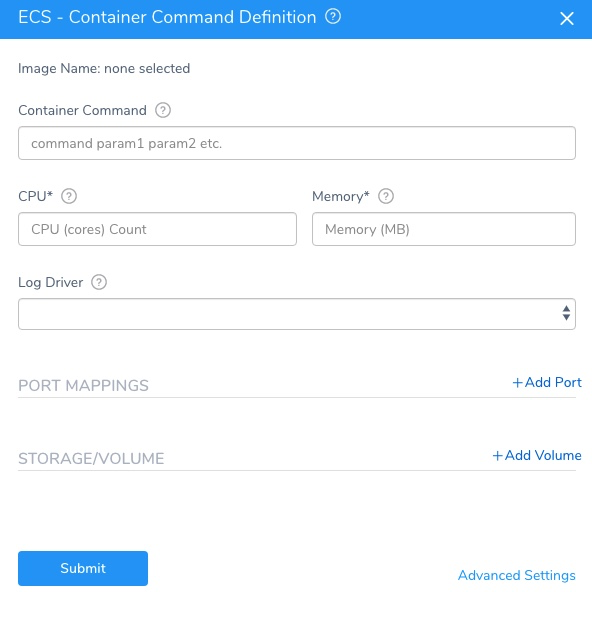 ECS - Container Command Definition ?
Image Name: none selected
Container Command ?
command param1 param2 etc.
CPU* ? Memory* ?
CPU (cores) Count Memory (MB)
Log Driver ?
PORT MAPPINGS +Add Port
STORAGE/VOLUME +Add Volume
Submit Advanced Settings